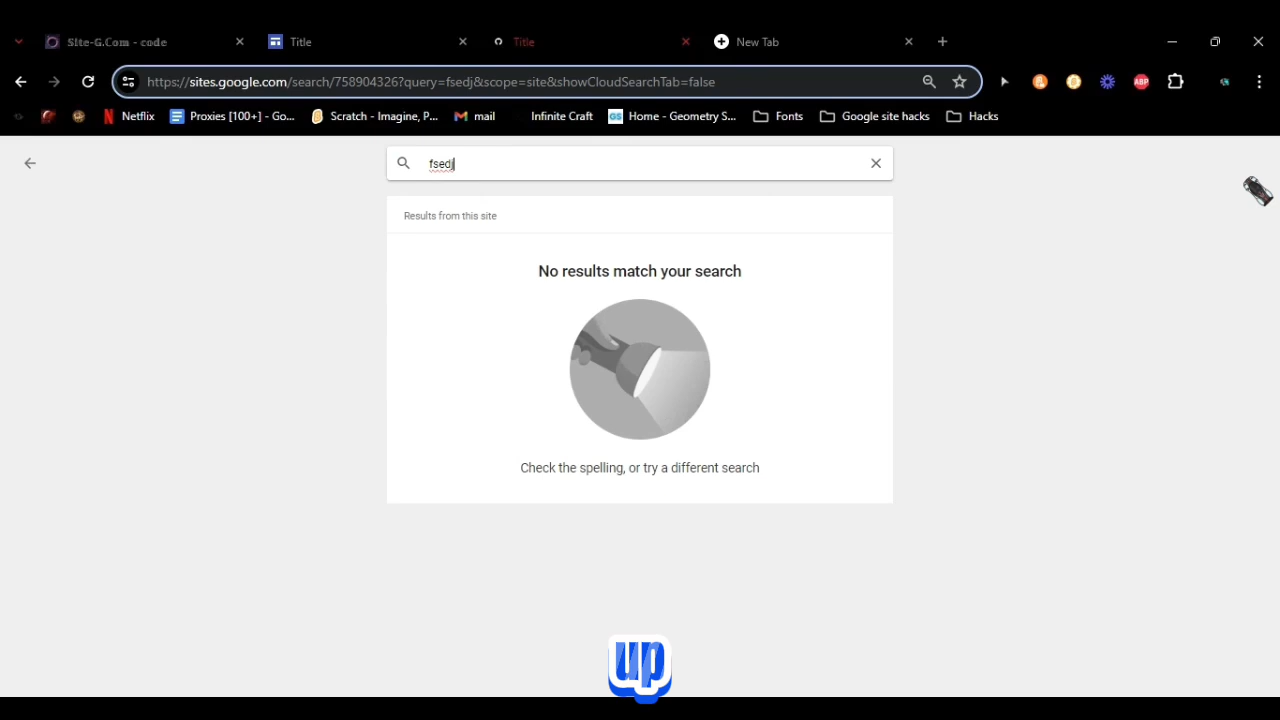 Site-G.Com - code
Title
Title
New Tab
https://sites.google.com/search/758904326?query=fsedj&scope=site&showCloudSearchTab=false
ABP
Netflix
Proxies [100+] - Go...
Scratch - Imagine, P...
mail
Infinite Craft
GS
Home - Geometry S...
Fonts
Google site hacks
Hacks
fsedj
Results from this site
No results match your search
Check the spelling, or try a different search
up